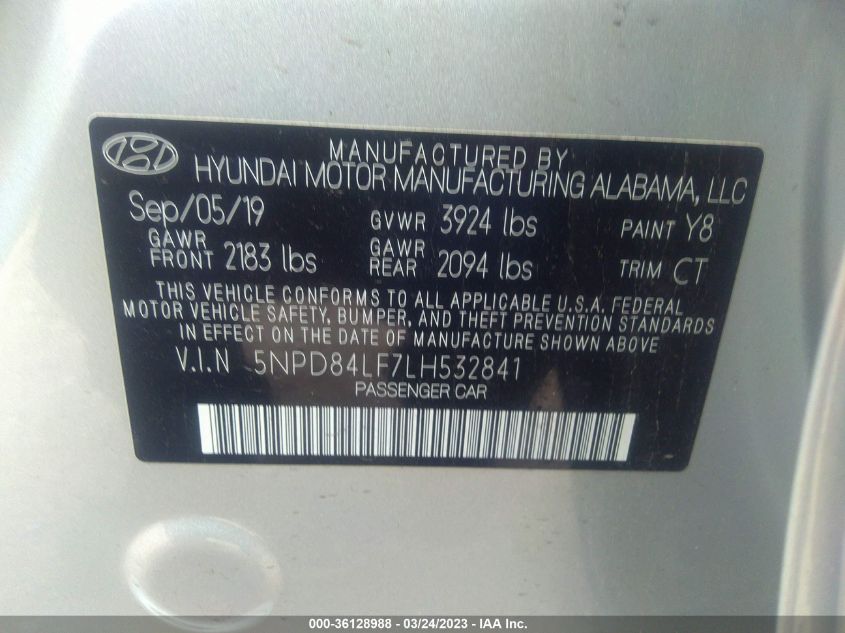 MANUFACTURED BY
HYUNDAI MOTOR MANUFACTURING ALABAMA, LLC
Sep/05/19 GVWR 3924 lbs PAINT Y8
GAWR FRONT 2183 lbs GAWR REAR 2094 lbs TRIM CT
THIS VEHICLE CONFORMS TO ALL APPLICABLE U.S.A. FEDERAL
MOTOR VEHICLE SAFETY, BUMPER, AND THEFT PREVENTION STANDARDS
IN EFFECT ON THE DATE OF MANUFACTURE SHOWN ABOVE
V.I.N 5NPD84LF7LH532841
PASSENGER CAR
000-36128988 - 03/24/2023 - IAA Inc.